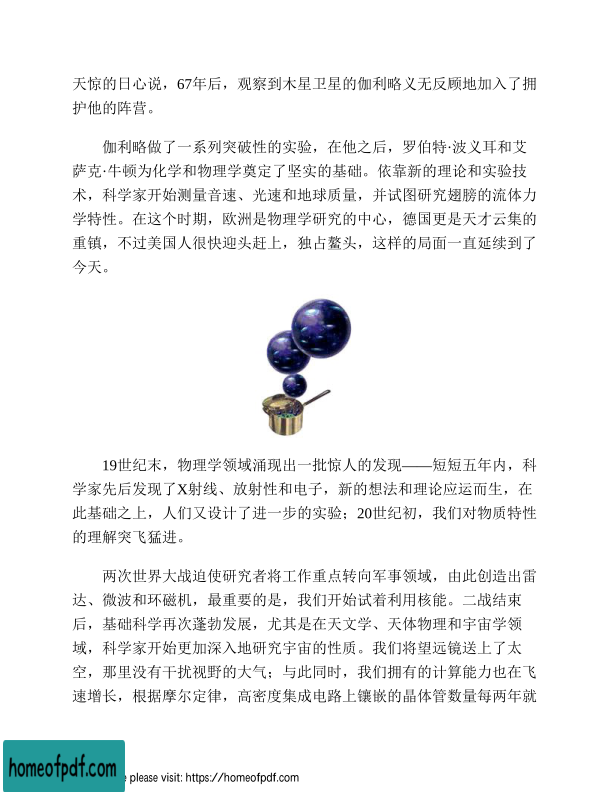 天惊的日心说，67年后，观察到木星卫星的伽利略义无反顾地加入了拥
护他的阵营。
伽利略做了一系列突破性的实验，在他之后，罗伯特·波义耳和艾
萨克·牛顿为化学和物理学奠定了坚实的基础。依靠新的理论和实验技
术，科学家开始测量音速、光速和地球质量，并试图研究翅膀的流体力
学特性。在这个时期，欧洲是物理学研究的中心，德国更是天才云集的
重镇，不过美国人很快迎头赶上，独占鳌头，这样的局面一直延续到了
今天。
19世纪末，物理学领域涌现出一批惊人的发现——短短五年内，科
学家先后发现了X射线、放射性和电子，新的想法和理论应运而生，在
此基础之上，人们又设计了进一步的实验；20世纪初，我们对物质特性
的理解突飞猛进。
两次世界大战迫使研究者将工作重点转向军事领域，由此创造出雷
达、微波和环磁机，最重要的是，我们开始试着利用核能。二战结束
后，基础科学再次蓬勃发展，尤其是在天文学、天体物理和宇宙学领
域，科学家开始更加深入地研究宇宙的性质。我们将望远镜送上了太
空，那里没有干扰视野的大气；与此同时，我们拥有的计算能力也在飞
速增长，根据摩尔定律，高密度集成电路上镶嵌的晶体管数量每两年就
homeofpdf.com
please visit: https://homeofpdf.com